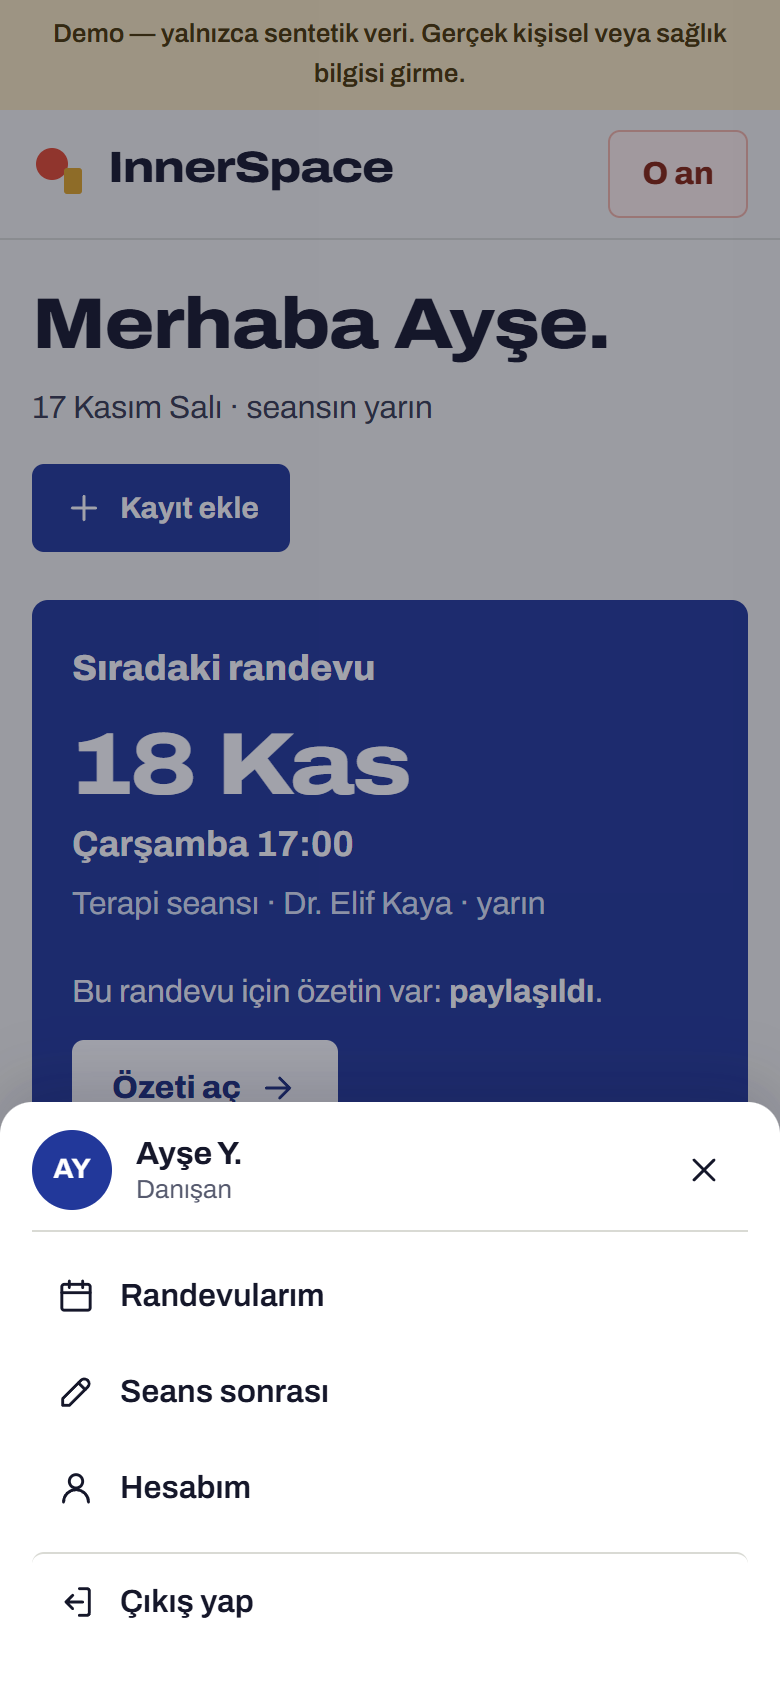 Demo — yalnızca sentetik veri. Gerçek kişisel veya sağlık
bilgisi girme.
InnerSpace
O an
Merhaba Ayşe.
17 Kasım Salı · seansın yarın
Kayıt ekle
Sıradaki randevu
18 Kas
Çarşamba 17:00
Terapi seansı · Dr. Elif Kaya · yarın
Bu randevu için özetin var: paylaşıldı.
Özeti aç
AY
Ayşe Y.
Danışan
Randevularım
Seans sonrası
Hesabım
Çıkış yap